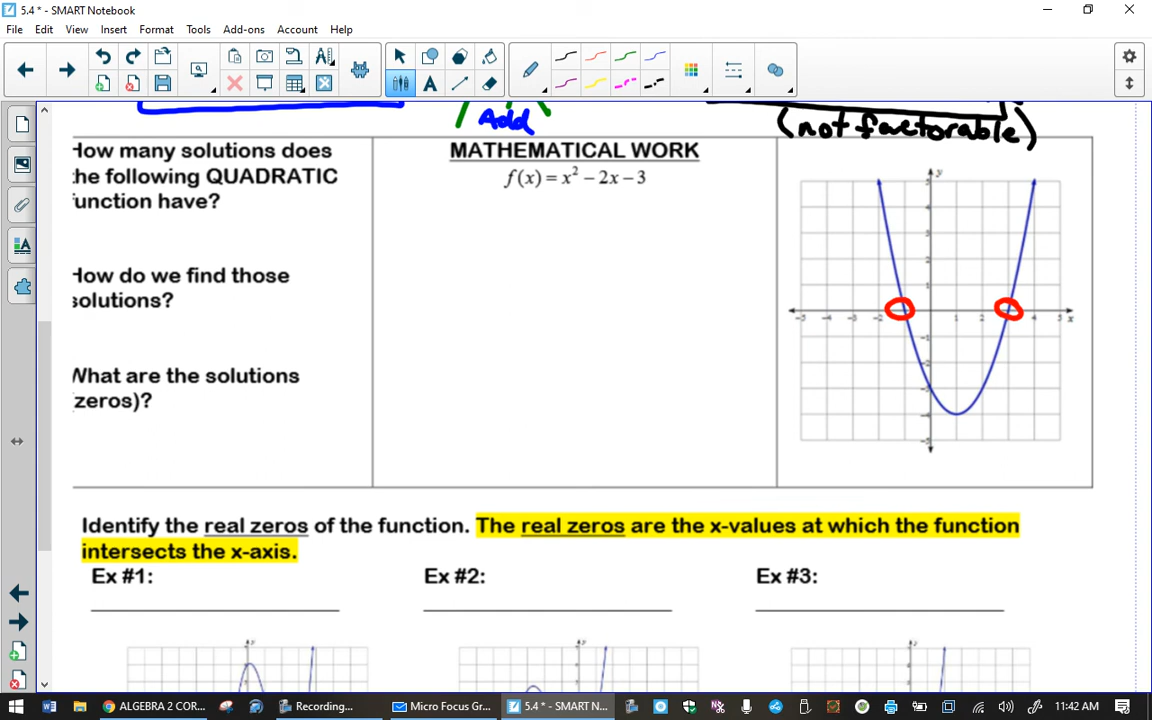 5.4 * - SMART Notebook
File Edit View Insert Format Tools Add-ons Account Help
Add
(not factorable)
How many solutions does
the following QUADRATIC
function have?
How do we find those
solutions?
What are the solutions
zeros)?
MATHEMATICAL WORK
f(x) = x² − 2x − 3
y
x
Identify the real zeros of the function. The real zeros are the x-values at which the function
intersects the x-axis.
Ex #1: Ex #2: Ex #3:
ALGEBRA 2 COR... Recording... Micro Focus Gr... 5.4 * - SMART N... 11:42 AM